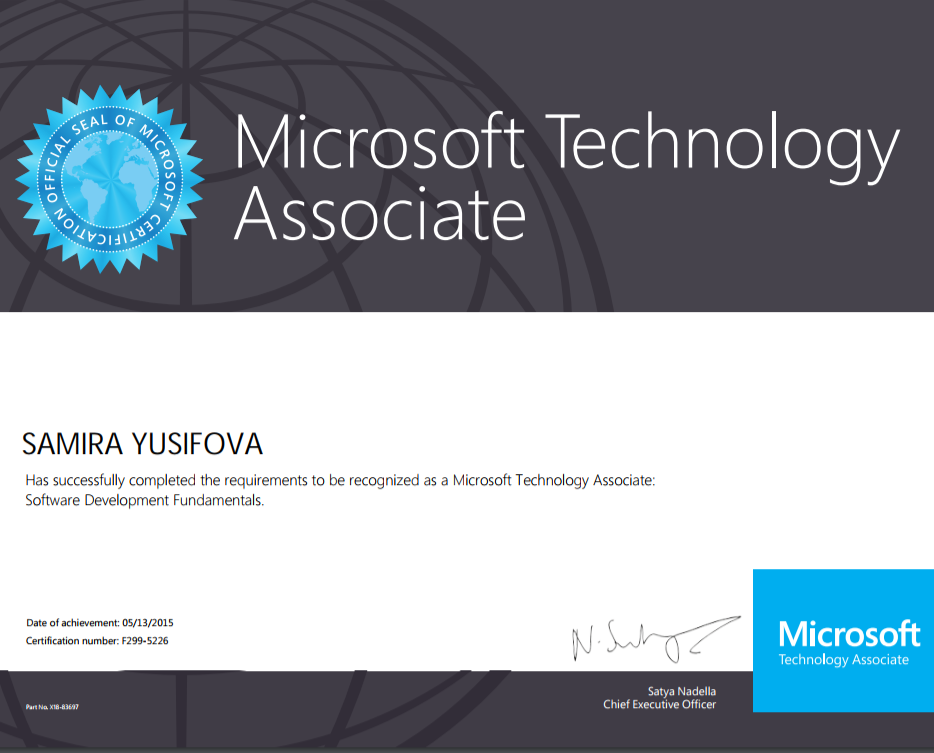 OFFICIAL SEAL OF MICROSOFT CERTIFICATION
Microsoft Technology
Associate
SAMIRA YUSIFOVA
Has successfully completed the requirements to be recognized as a Microsoft Technology Associate:
Software Development Fundamentals.
Date of achievement: 05/13/2015
Certification number: F299-5226
Microsoft
Technology Associate
Satya Nadella
Chief Executive Officer
Part No. X18-83697